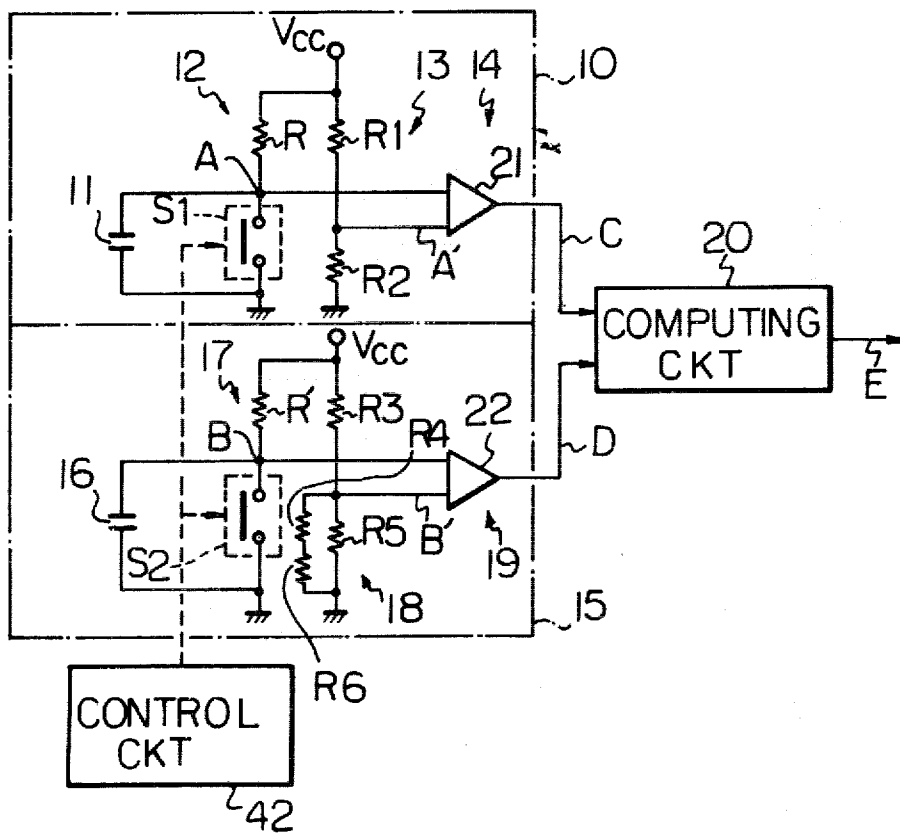 VCC
10
12
13
14
R
R1
A
21
11
S1
A'
C
R2
20
COMPUTING
CKT
E
VCC
17
R'
R3
R4
22
B
D
16
R5
B'
S2
19
18
15
R6
CONTROL
CKT
42